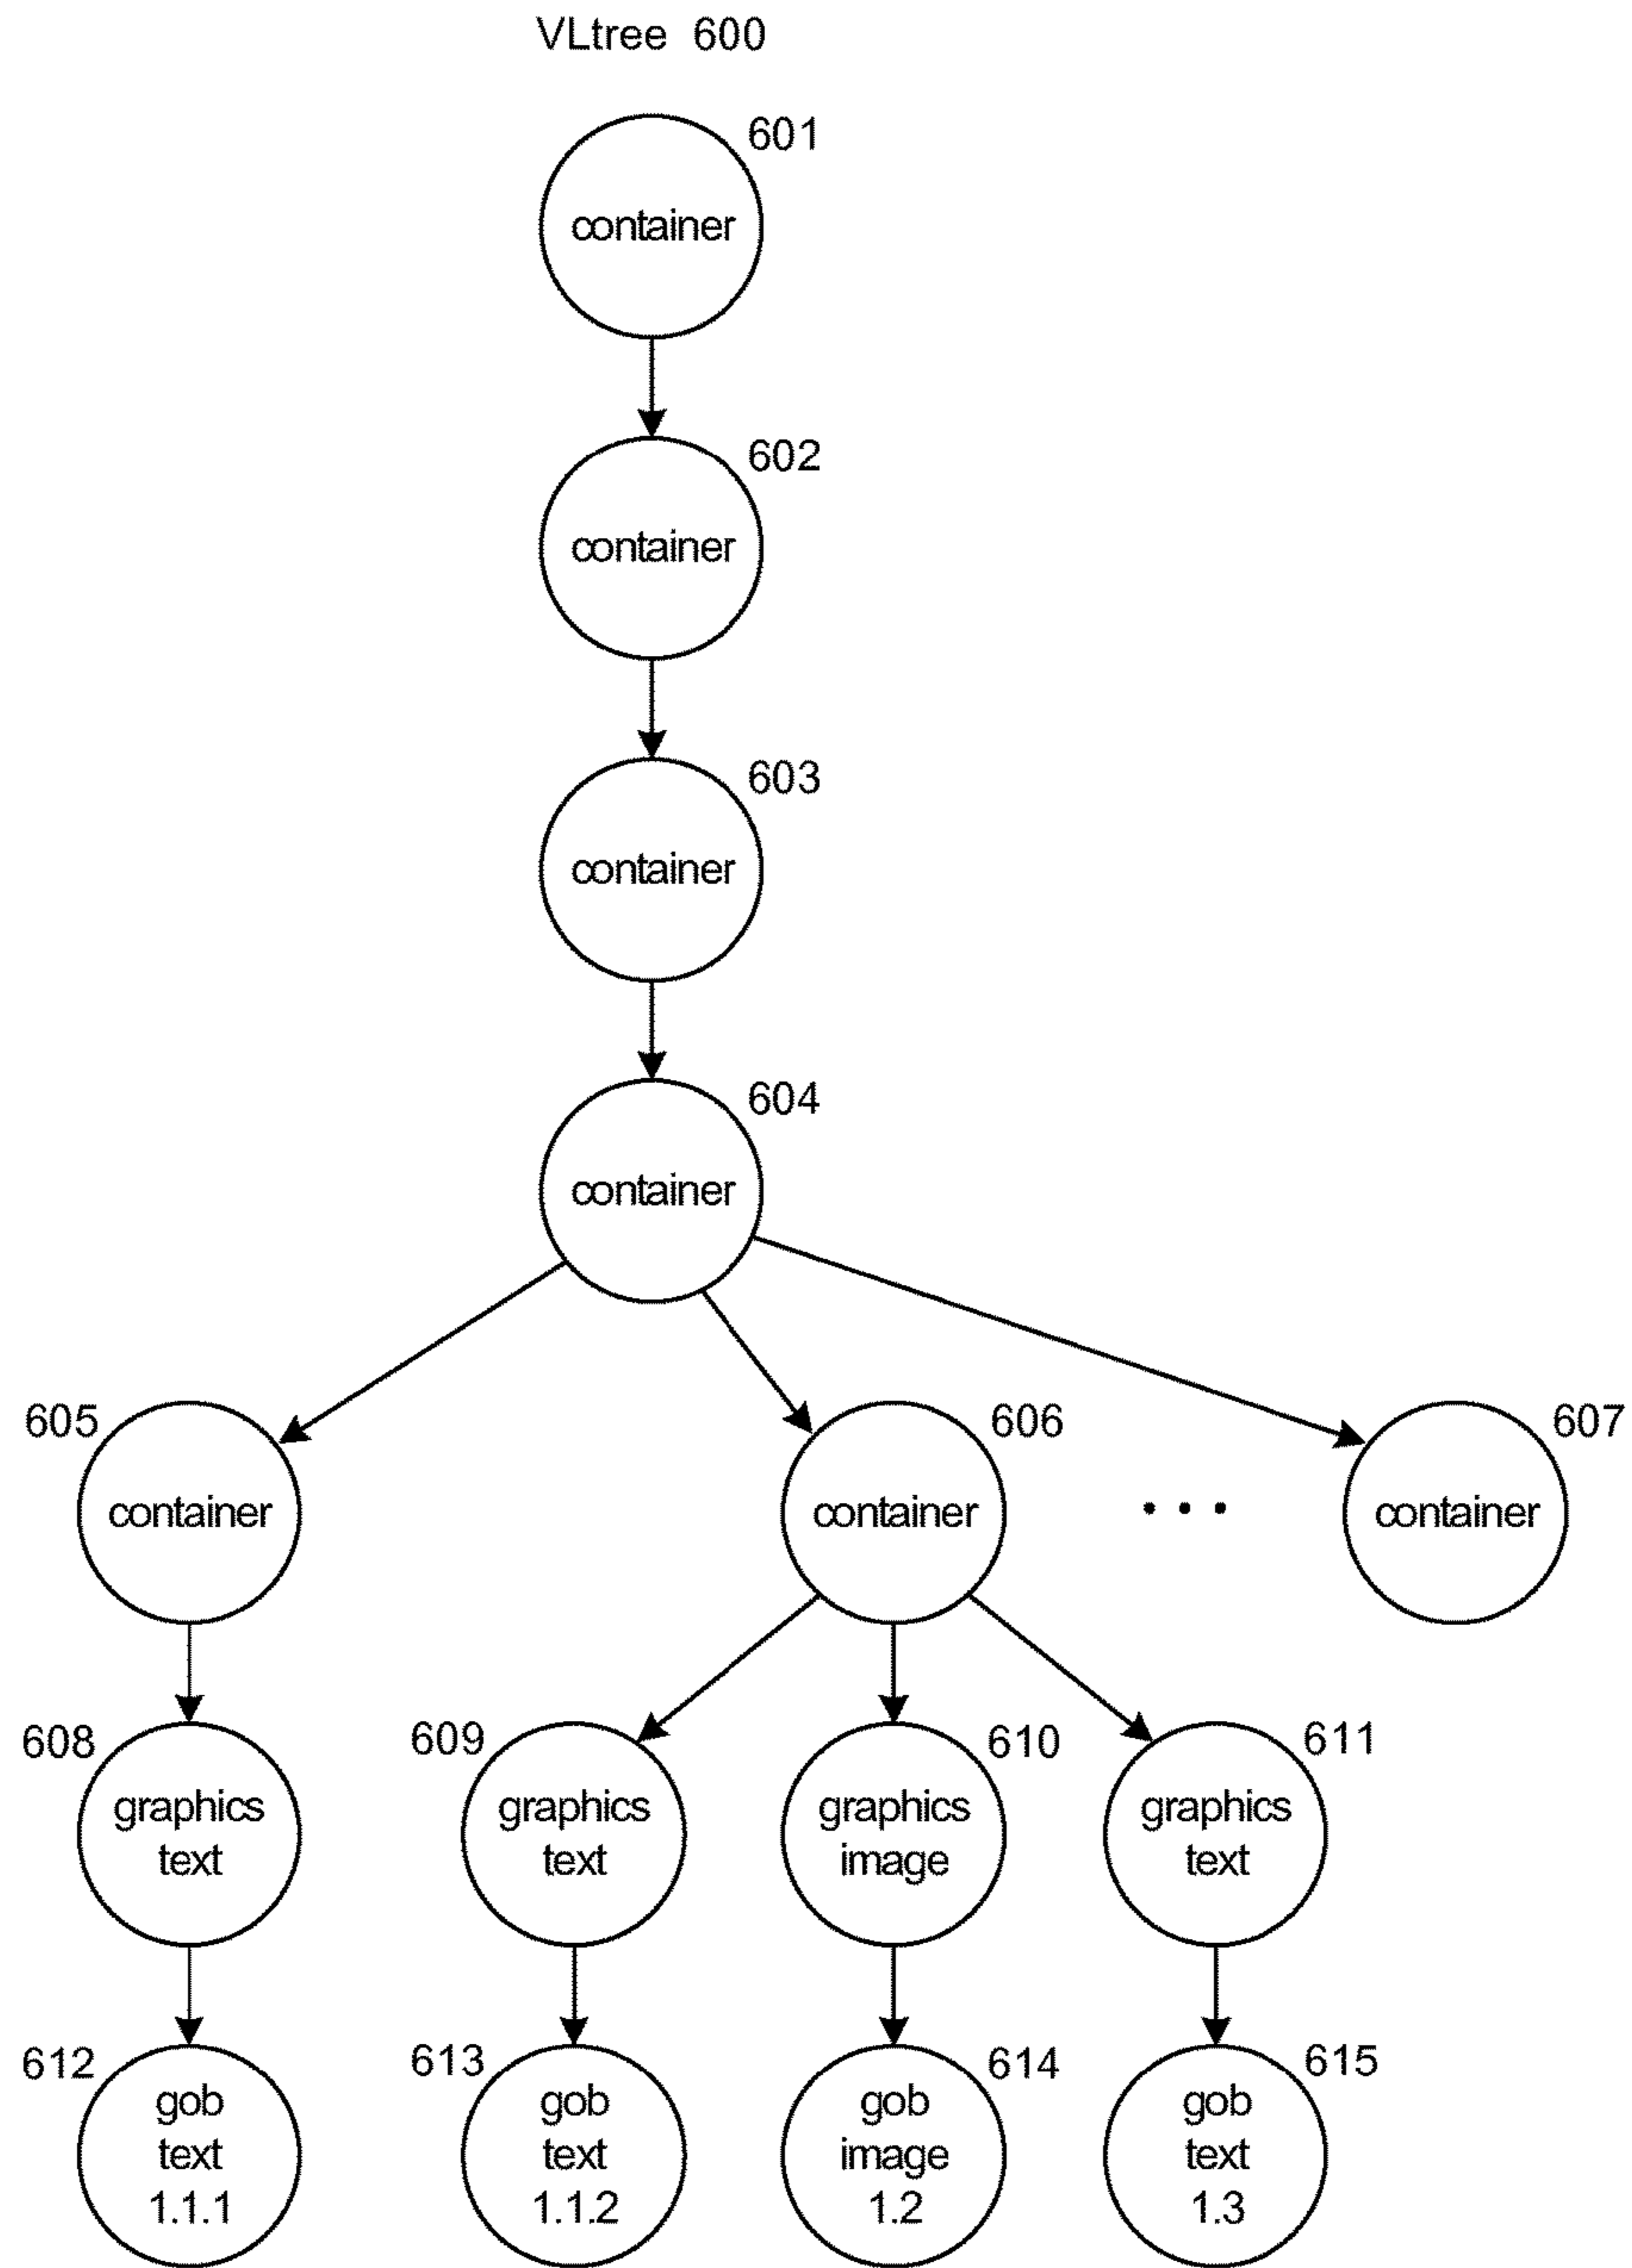 VLtree 600
601
container
602
container
603
container
604
container
605
container
606
container
...
607
container
608
graphics
text
609
graphics
text
610
graphics
image
611
graphics
text
612
gob
text
1.1.1
613
gob
text
1.1.2
614
gob
image
1.2
615
gob
text
1.3